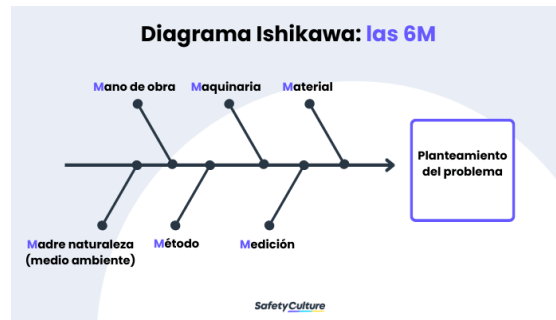 Diagrama Ishikawa: las 6M
Mano de obra
Maquinaria
Material
Planteamiento
del problema
Madre naturaleza
(medio ambiente)
Método
Medición
SafetyCulture